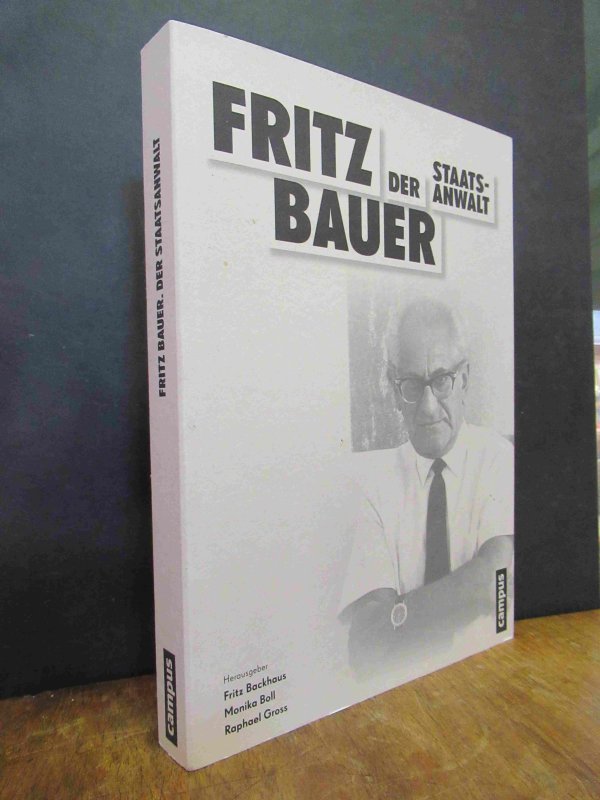 FRITZ
BAUER
DER
STAATS-
ANWALT
FRITZ BAUER. DER STAATSANWALT
Herausgeber
Fritz Backhaus
Monika Boll
Raphael Gross
campus
campus